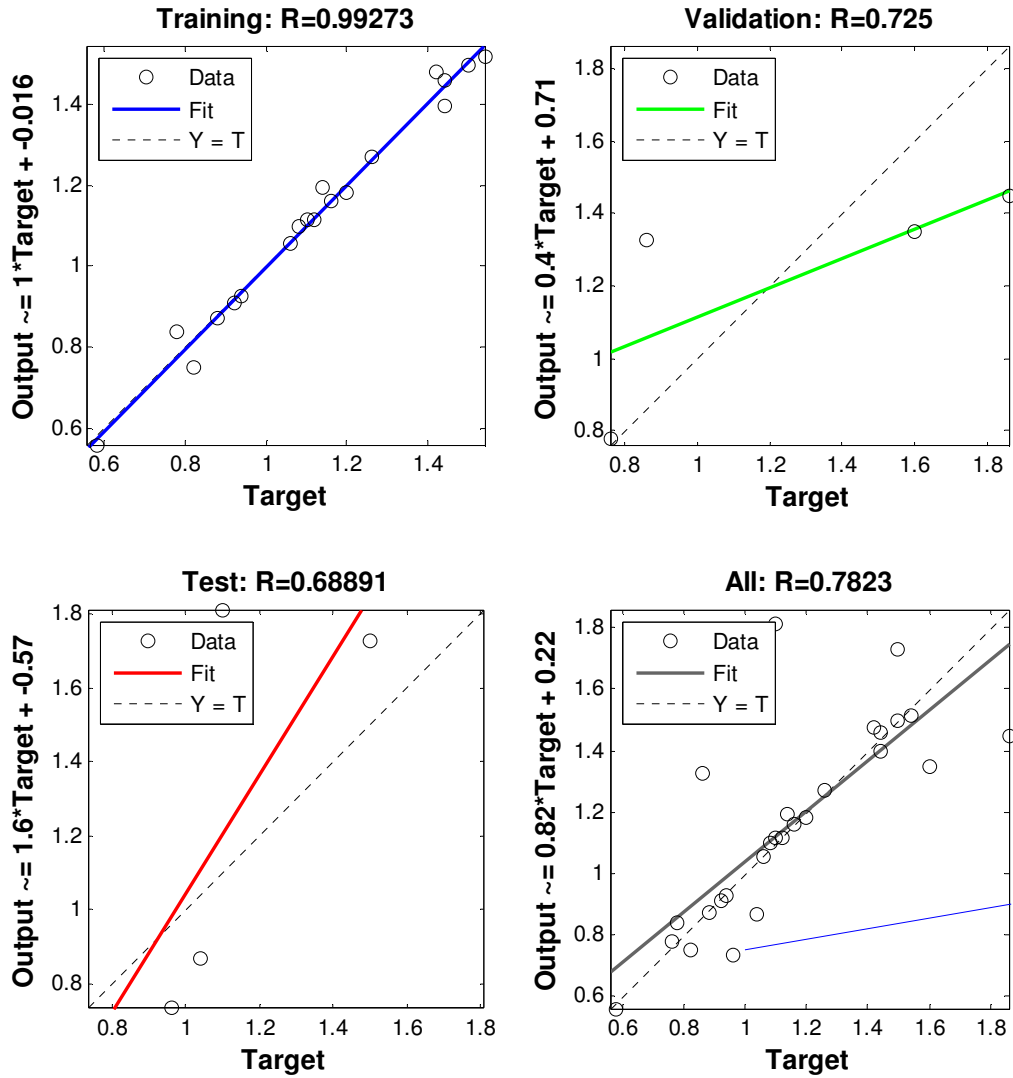 Training: R=0.99273
Output ~= 1*Target + -0.016
Data
Fit
Y = T
1.4
1.2
1
0.8
0.6
0.6 0.8 1 1.2 1.4
Target
Validation: R=0.725
Output ~= 0.4*Target + 0.71
Data
Fit
Y = T
1.8
1.6
1.4
1.2
1
0.8
0.8 1 1.2 1.4 1.6 1.8
Target
Test: R=0.68891
Output ~= 1.6*Target + -0.57
Data
Fit
Y = T
1.8
1.6
1.4
1.2
1
0.8
0.8 1 1.2 1.4 1.6 1.8
Target
All: R=0.7823
Output ~= 0.82*Target + 0.22
Data
Fit
Y = T
1.8
1.6
1.4
1.2
1
0.8
0.6
0.6 0.8 1 1.2 1.4 1.6 1.8
Target